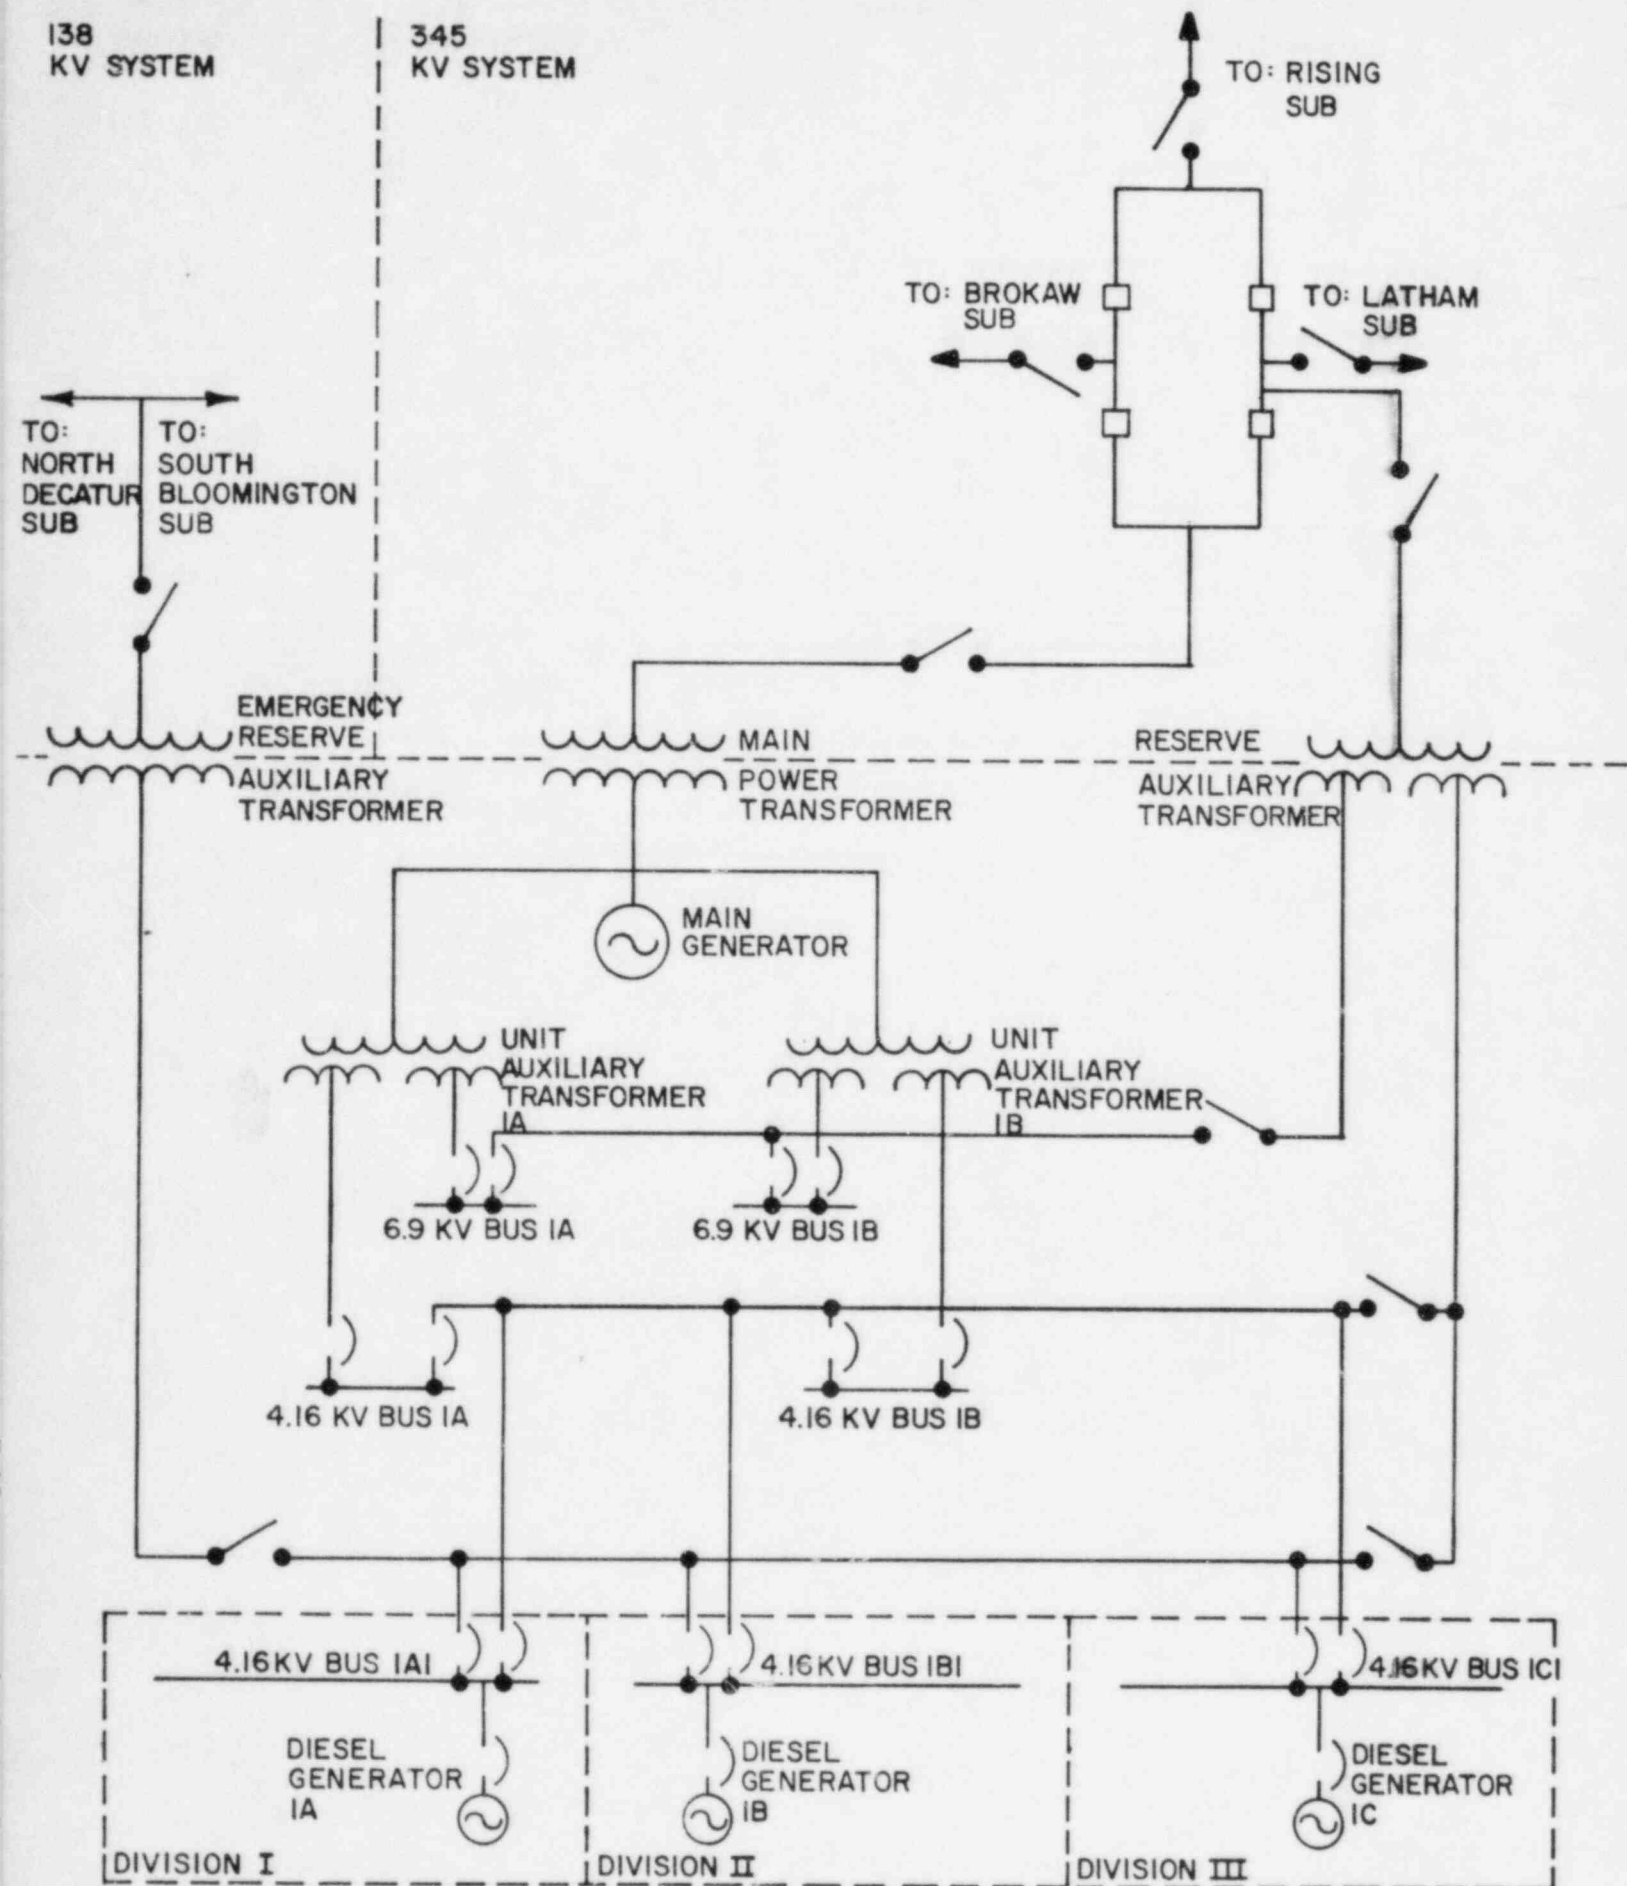 138
KV SYSTEM
345
KV SYSTEM
TO: RISING
SUB
TO: BROKAW
SUB
TO: LATHAM
SUB
TO:
NORTH
DECATUR
SUB
TO:
SOUTH
BLOOMINGTON
SUB
EMERGENCY
RESERVE
AUXILIARY
TRANSFORMER
MAIN
POWER
TRANSFORMER
RESERVE
AUXILIARY
TRANSFORMER
MAIN
GENERATOR
UNIT
AUXILIARY
TRANSFORMER
IA
UNIT
AUXILIARY
TRANSFORMER
IB
6.9 KV BUS IA
6.9 KV BUS IB
4.16 KV BUS IA
4.16 KV BUS IB
4.16KV BUS IAI
4.16KV BUS IBI
4.16KV BUS ICI
DIESEL
GENERATOR
IA
DIESEL
GENERATOR
IB
DIESEL
GENERATOR
IC
DIVISION I
DIVISION II
DIVISION III